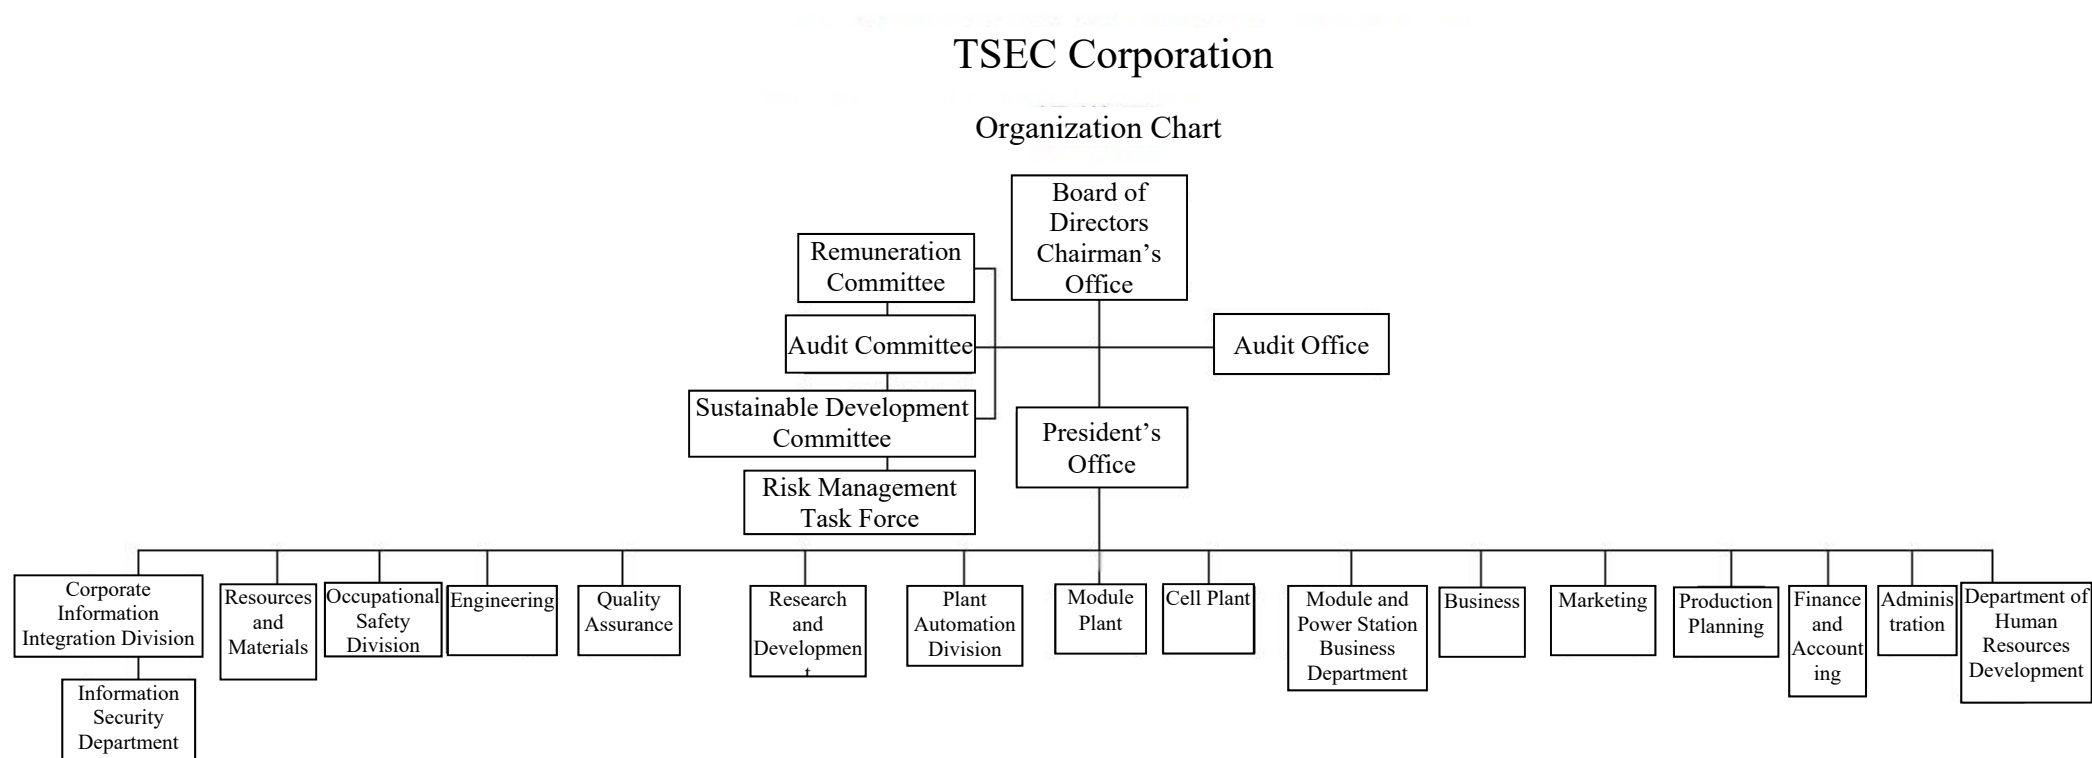 TSEC Corporation
Organization Chart
Board of
Directors
Chairman’s
Office
Remuneration
Committee
Audit Committee
Audit Office
Sustainable Development
Committee
President’s
Office
Risk Management
Task Force
Corporate
Information
Integration Division
Resources
and
Materials
Occupational
Safety
Division
Engineering
Quality
Assurance
Research
and
Developmen
t
Plant
Automation
Division
Module
Plant
Cell Plant
Module and
Power Station
Business
Department
Business
Marketing
Production
Planning
Finance
and
Account
ing
Adminis
tration
Department of
Human
Resources
Development
Information
Security
Department